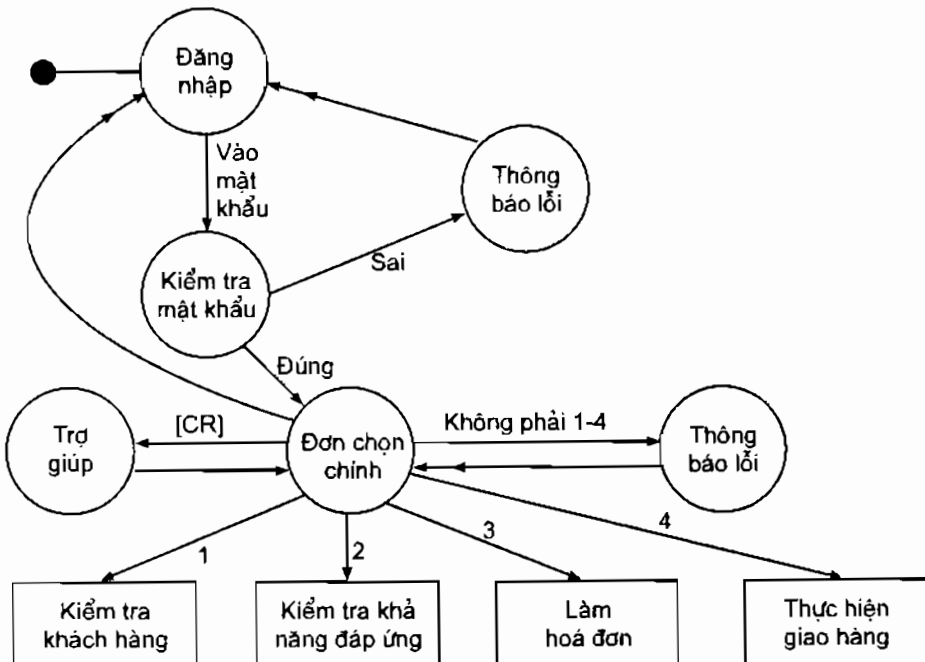 Đăng
nhập
Vào
mật
khẩu
Thông
báo lỗi
Sai
Kiểm tra
mật khẩu
Đúng
Trợ
giúp
[CR]
Đơn chọn
chính
Không phải 1-4
Thông
báo lỗi
1
2
3
4
Kiểm tra
khách hàng
Kiểm tra khả
năng đáp ứng
Làm
hoá đơn
Thực hiện
giao hàng